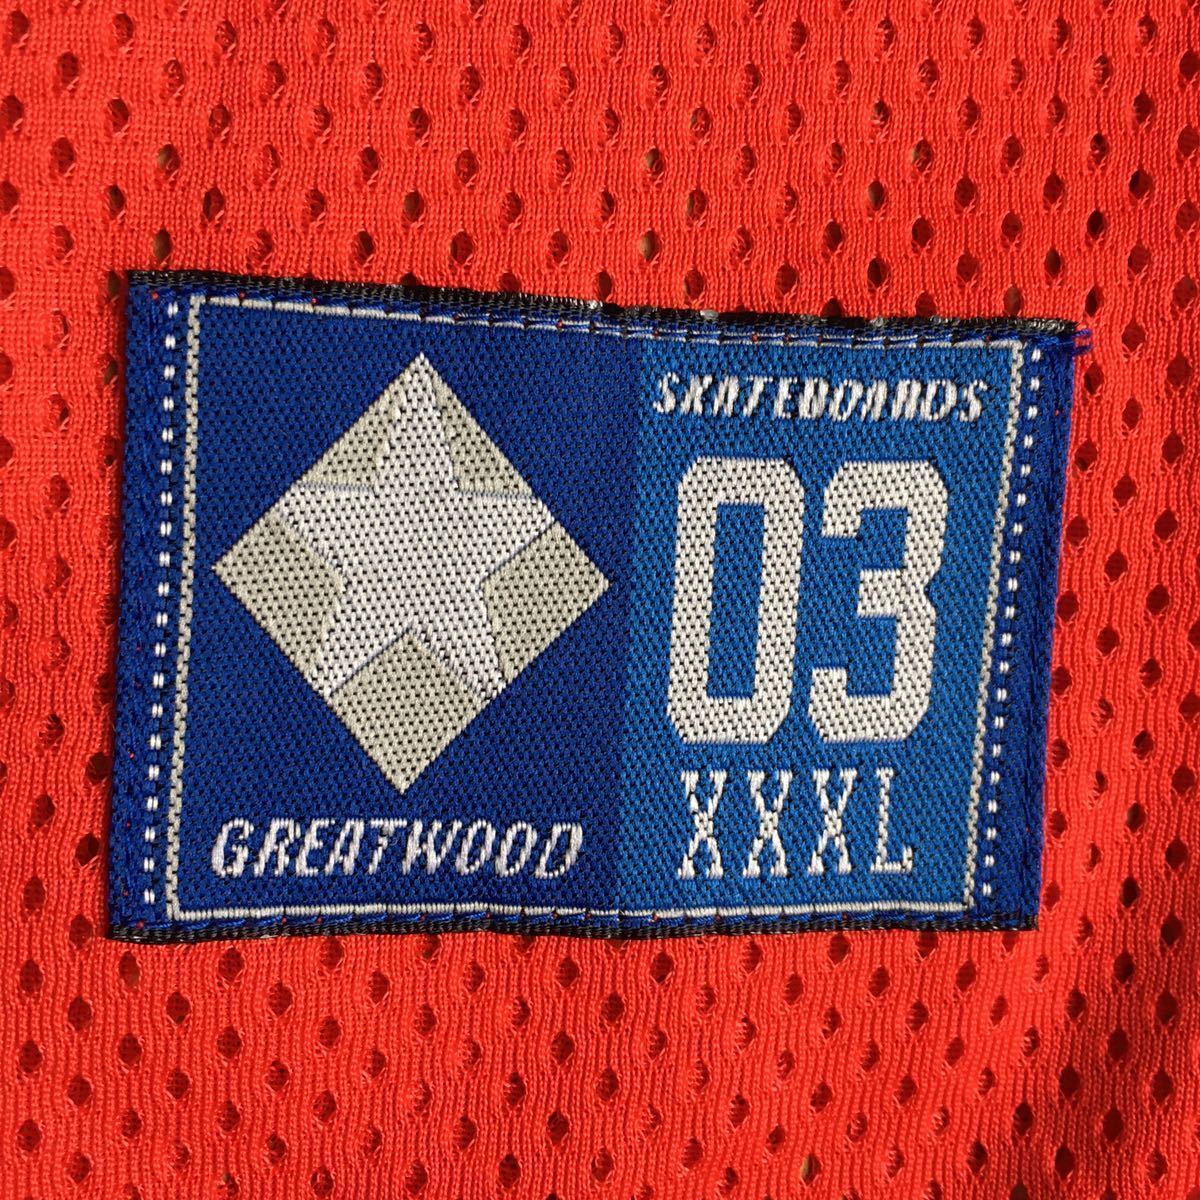 SKATEBOARDS
03
XXXL
GREATWOOD